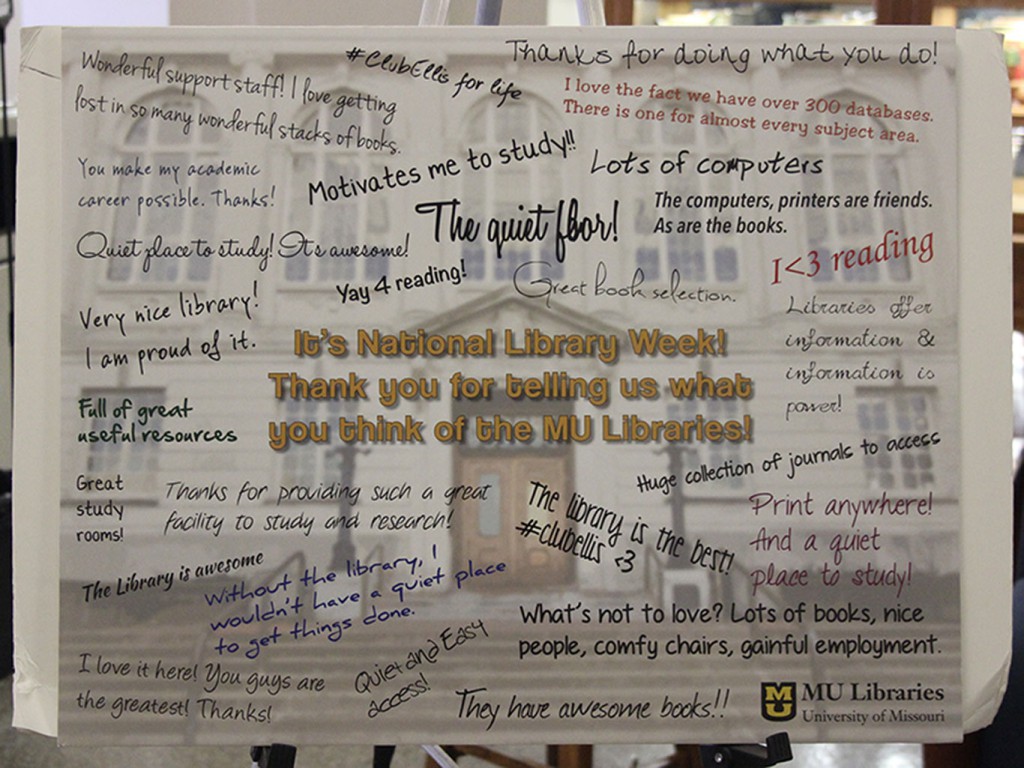 Wonderful support staff! I love getting
lost in so many wonderful stacks of books.
#ClubEllis for life
Thanks for doing what you do!
I love the fact we have over 300 databases.
There is one for almost every subject area.
You make my academic
career possible. Thanks!
Motivates me to study!!
Lots of computers
The quiet floor!
The computers, printers are friends.
As are the books.
Quiet place to study! It's awesome!
Yay 4 reading!
Great book selection.
I<3 reading
Very nice library!
I am proud of it.
Libraries offer
information &
information is
power!
It's National Library Week!
Thank you for telling us what
you think of the MU Libraries!
Full of great
useful resources
Huge collection of journals to access
Great
study
rooms!
Thanks for providing such a great
facility to study and research!
The library is the best!
#clubellis <3
Print anywhere!
And a quiet
place to study!
The Library is awesome
Without the library, I
wouldn't have a quiet place
to get things done.
What's not to love? Lots of books, nice
people, comfy chairs, gainful employment.
I love it here! You guys are
the greatest! Thanks!
Quiet and Easy
access!
They have awesome books!!
MU
MU Libraries
University of Missouri